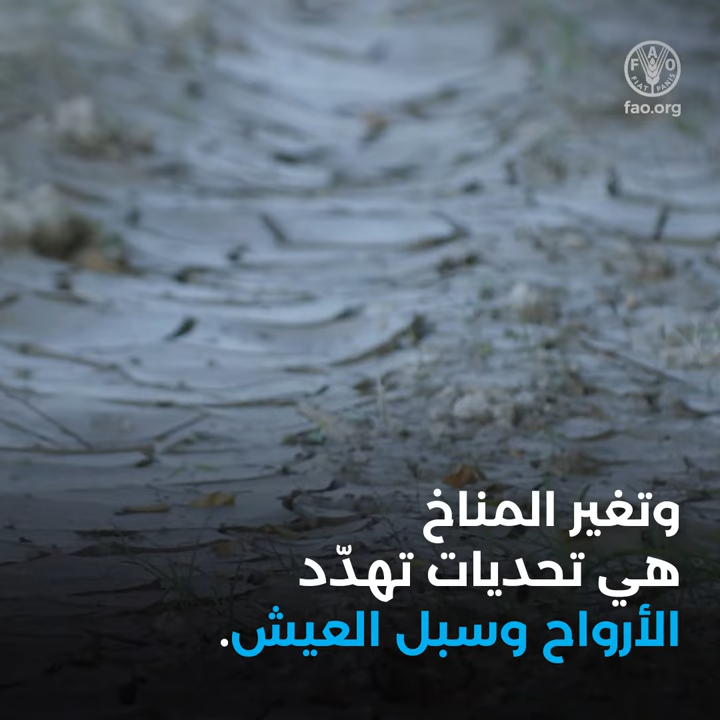 F A O
FIAT PANIS
fao.org
وتغير المناخ
هي تحديات تهدّد
الأرواح وسبل العيش.